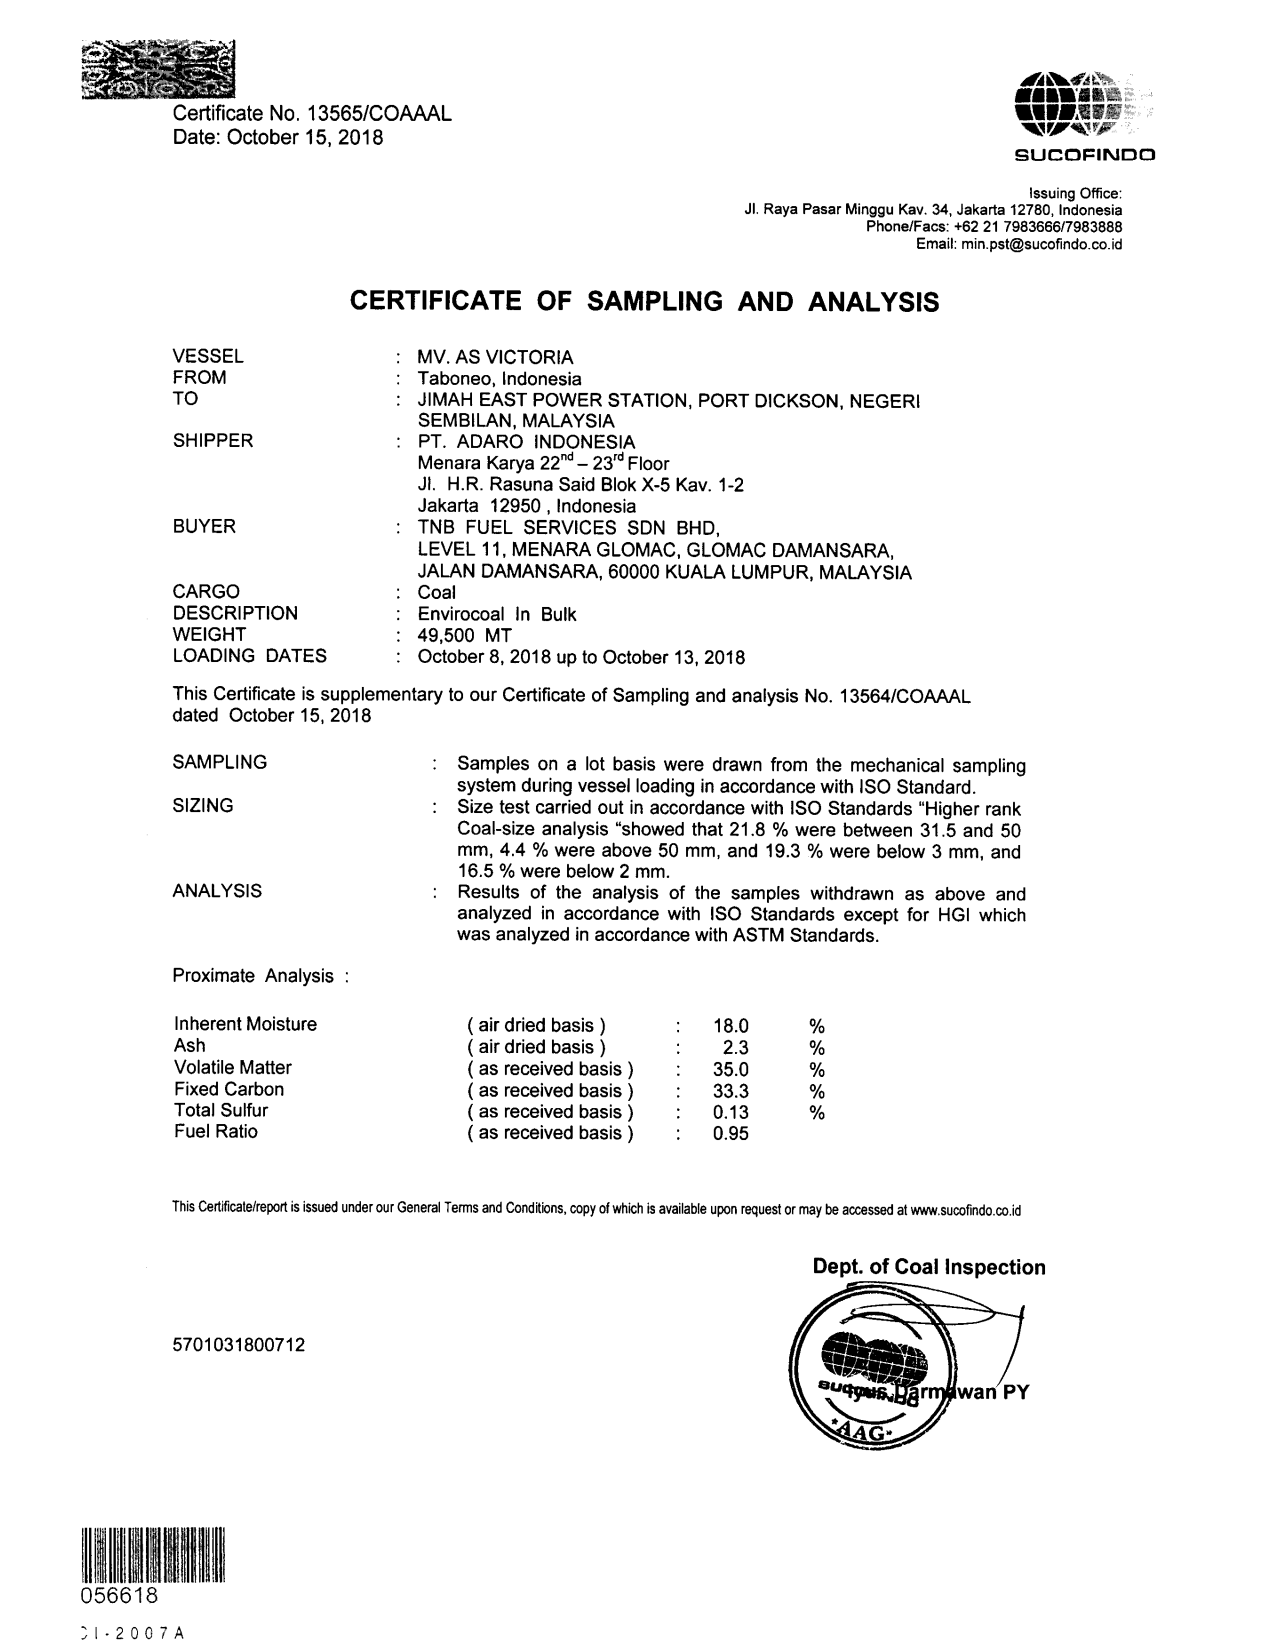 Certificate No. 13565/COAAAL
Date: October 15, 2018
SUCOFINDO
Issuing Office:
Jl. Raya Pasar Minggu Kav. 34, Jakarta 12780, Indonesia
Phone/Facs: +62 21 7983666/7983888
Email: min.pst@sucofindo.co.id
CERTIFICATE OF SAMPLING AND ANALYSIS
VESSEL : MV. AS VICTORIA
FROM : Taboneo, Indonesia
TO : JIMAH EAST POWER STATION, PORT DICKSON, NEGERI
SEMBILAN, MALAYSIA
SHIPPER : PT. ADARO INDONESIA
Menara Karya 22nd – 23rd Floor
Jl. H.R. Rasuna Said Blok X-5 Kav. 1-2
Jakarta 12950 , Indonesia
BUYER : TNB FUEL SERVICES SDN BHD,
LEVEL 11, MENARA GLOMAC, GLOMAC DAMANSARA,
JALAN DAMANSARA, 60000 KUALA LUMPUR, MALAYSIA
CARGO : Coal
DESCRIPTION : Envirocoal In Bulk
WEIGHT : 49,500 MT
LOADING DATES : October 8, 2018 up to October 13, 2018
This Certificate is supplementary to our Certificate of Sampling and analysis No. 13564/COAAAL
dated October 15, 2018
SAMPLING : Samples on a lot basis were drawn from the mechanical sampling
system during vessel loading in accordance with ISO Standard.
SIZING : Size test carried out in accordance with ISO Standards "Higher rank
Coal-size analysis "showed that 21.8 % were between 31.5 and 50
mm, 4.4 % were above 50 mm, and 19.3 % were below 3 mm, and
16.5 % were below 2 mm.
ANALYSIS : Results of the analysis of the samples withdrawn as above and
analyzed in accordance with ISO Standards except for HGI which
was analyzed in accordance with ASTM Standards.
Proximate Analysis :
Inherent Moisture ( air dried basis ) : 18.0 %
Ash ( air dried basis ) : 2.3 %
Volatile Matter ( as received basis ) : 35.0 %
Fixed Carbon ( as received basis ) : 33.3 %
Total Sulfur ( as received basis ) : 0.13 %
Fuel Ratio ( as received basis ) : 0.95
This Certificate/report is issued under our General Terms and Conditions, copy of which is available upon request or may be accessed at www.sucofindo.co.id
Dept. of Coal Inspection
5701031800712
Darmawan PY
*AAG*
056618
I-2007A